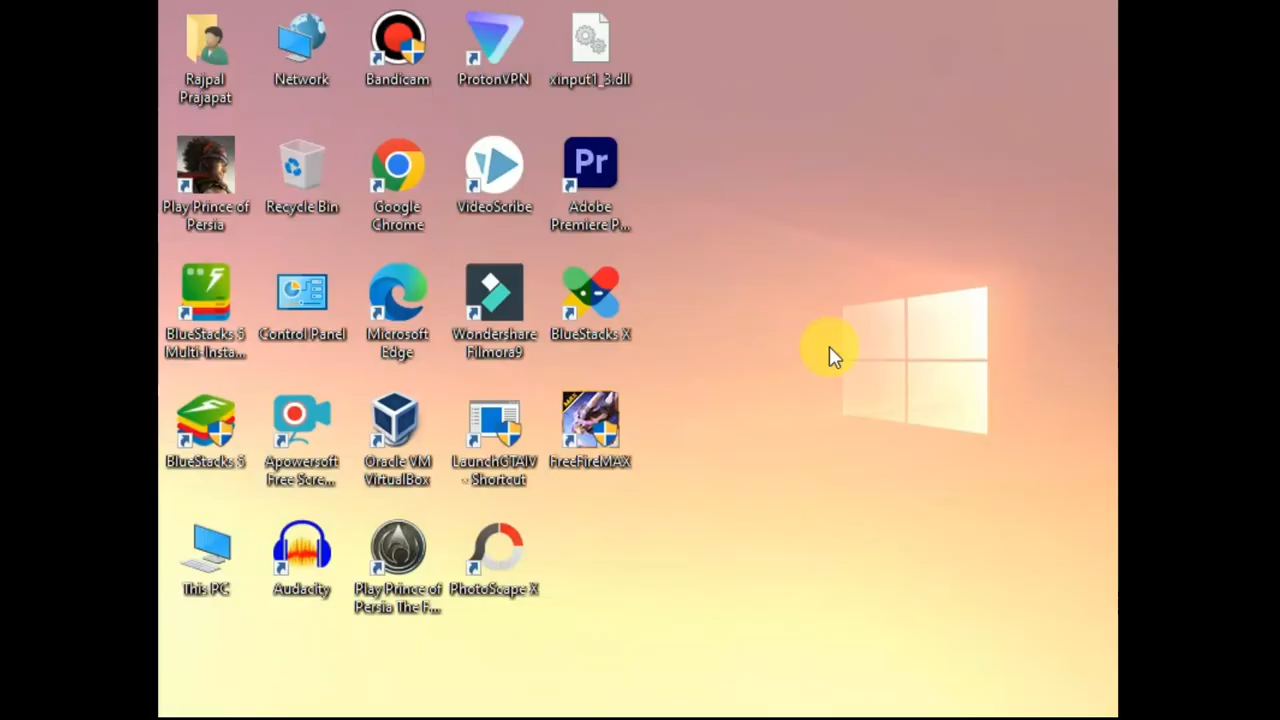 Rajpal
Prajapat
Network
Bandicam
ProtonVPN
xinput1_3.dll
Play Prince of
Persia
Recycle Bin
Google
Chrome
VideoScribe
Pr
Adobe
Premiere P...
BlueStacks 5
Multi-Insta...
Control Panel
Microsoft
Edge
Wondershare
Filmora9
BlueStacks X
BlueStacks 5
Apowersoft
Free Scre...
Oracle VM
VirtualBox
LaunchGTAIV
- Shortcut
MAX
FreeFireMAX
This PC
Audacity
Play Prince of
Persia The F...
PhotoScape X